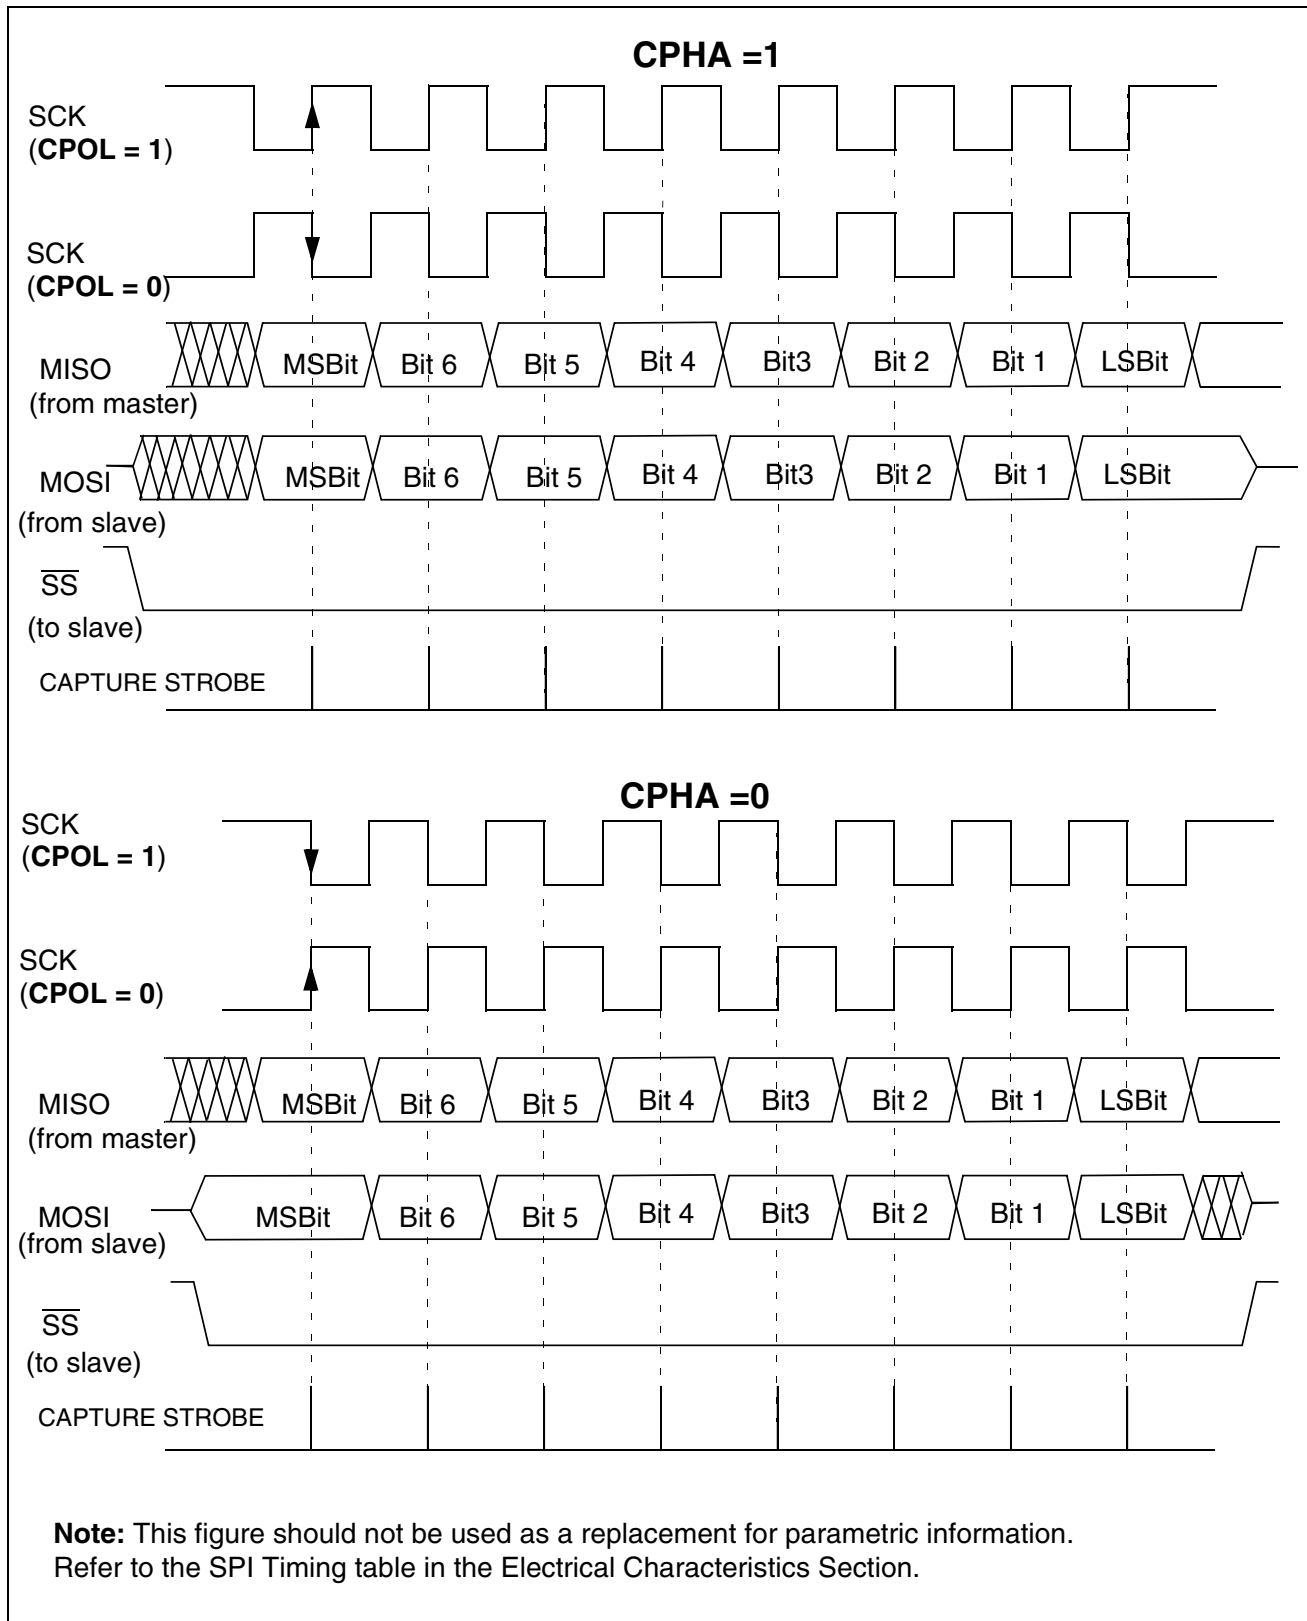 CPHA =1
SCK
(CPOL = 1)
SCK
(CPOL = 0)
MISO
(from master)
MSBit Bit 6 Bit 5 Bit 4 Bit3 Bit 2 Bit 1 LSBit
MOSI
(from slave)
MSBit Bit 6 Bit 5 Bit 4 Bit3 Bit 2 Bit 1 LSBit
SS
(to slave)
CAPTURE STROBE
CPHA =0
SCK
(CPOL = 1)
SCK
(CPOL = 0)
MISO
(from master)
MSBit Bit 6 Bit 5 Bit 4 Bit3 Bit 2 Bit 1 LSBit
MOSI
(from slave)
MSBit Bit 6 Bit 5 Bit 4 Bit3 Bit 2 Bit 1 LSBit
SS
(to slave)
CAPTURE STROBE
Note: This figure should not be used as a replacement for parametric information.
Refer to the SPI Timing table in the Electrical Characteristics Section.